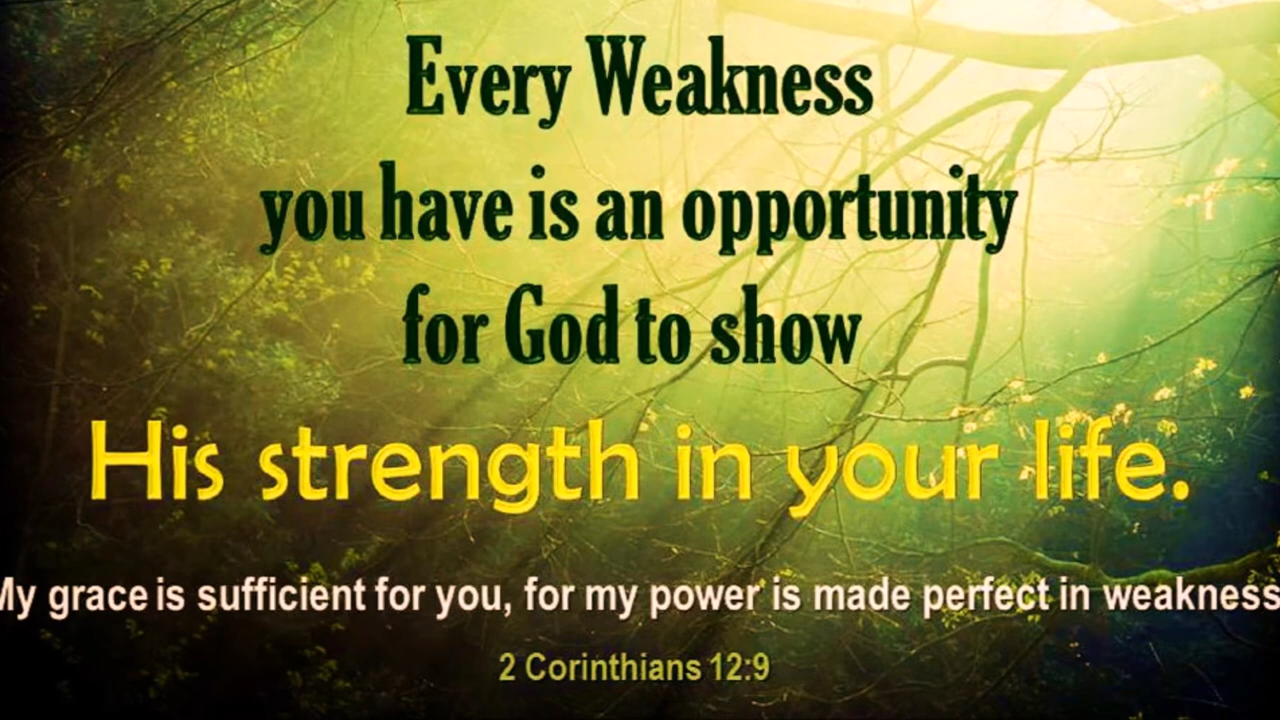 Every Weakness
you have is an opportunity
for God to show
His strength in your life.
My grace is sufficient for you, for my power is made perfect in weakness
2 Corinthians 12:9